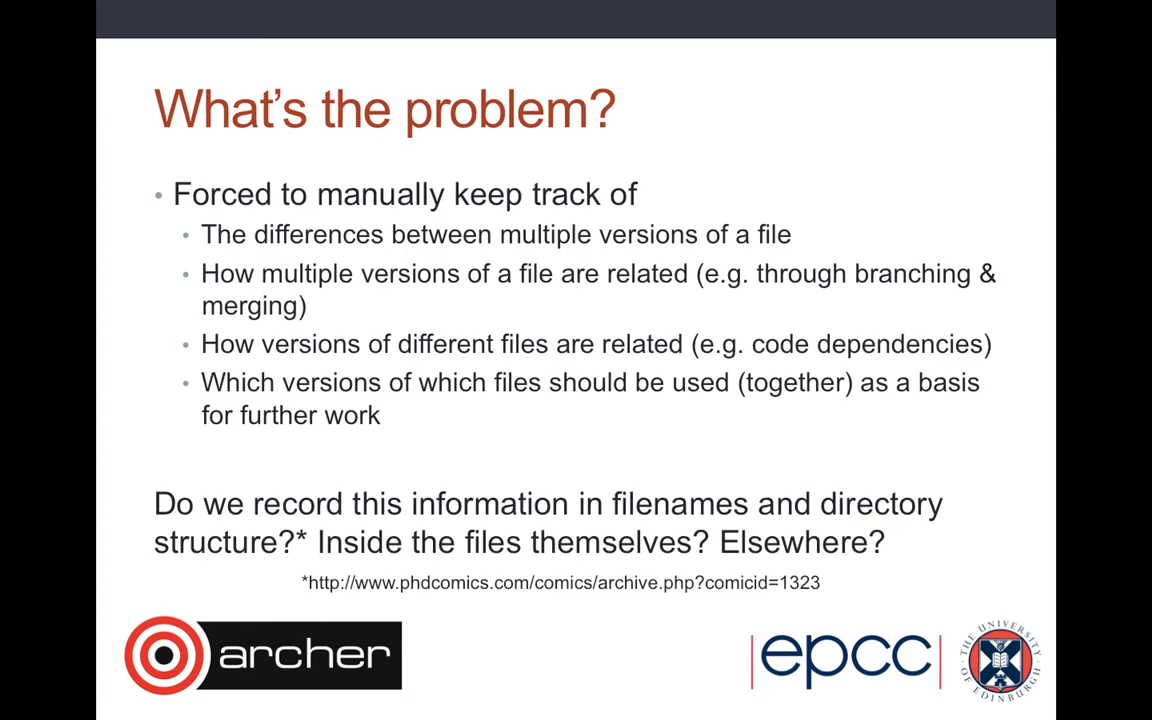 What's the problem?
• Forced to manually keep track of
• The differences between multiple versions of a file
• How multiple versions of a file are related (e.g. through branching &
merging)
• How versions of different files are related (e.g. code dependencies)
• Which versions of which files should be used (together) as a basis
for further work
Do we record this information in filenames and directory
structure?* Inside the files themselves? Elsewhere?
*http://www.phdcomics.com/comics/archive.php?comicid=1323
archer
epcc
THE UNIVERSITY
OF EDINBURGH